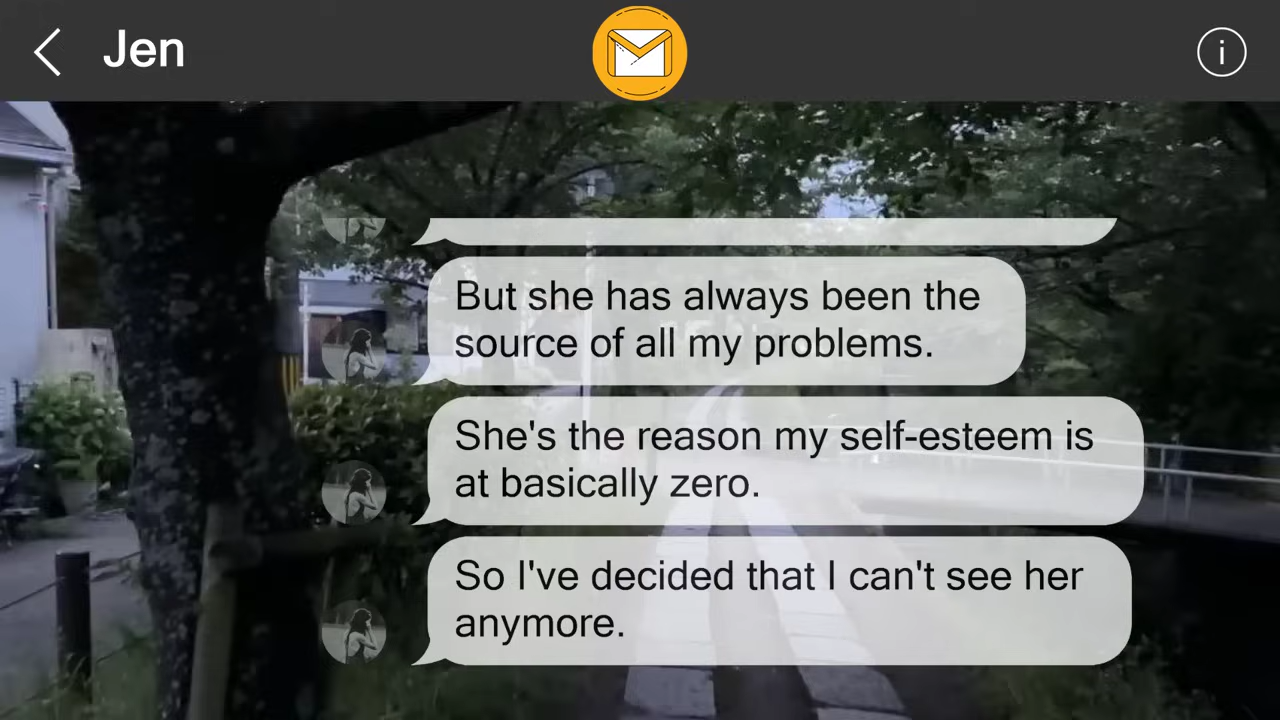 Jen
i
But she has always been the
source of all my problems.
She's the reason my self-esteem is
at basically zero.
So I've decided that I can't see her
anymore.